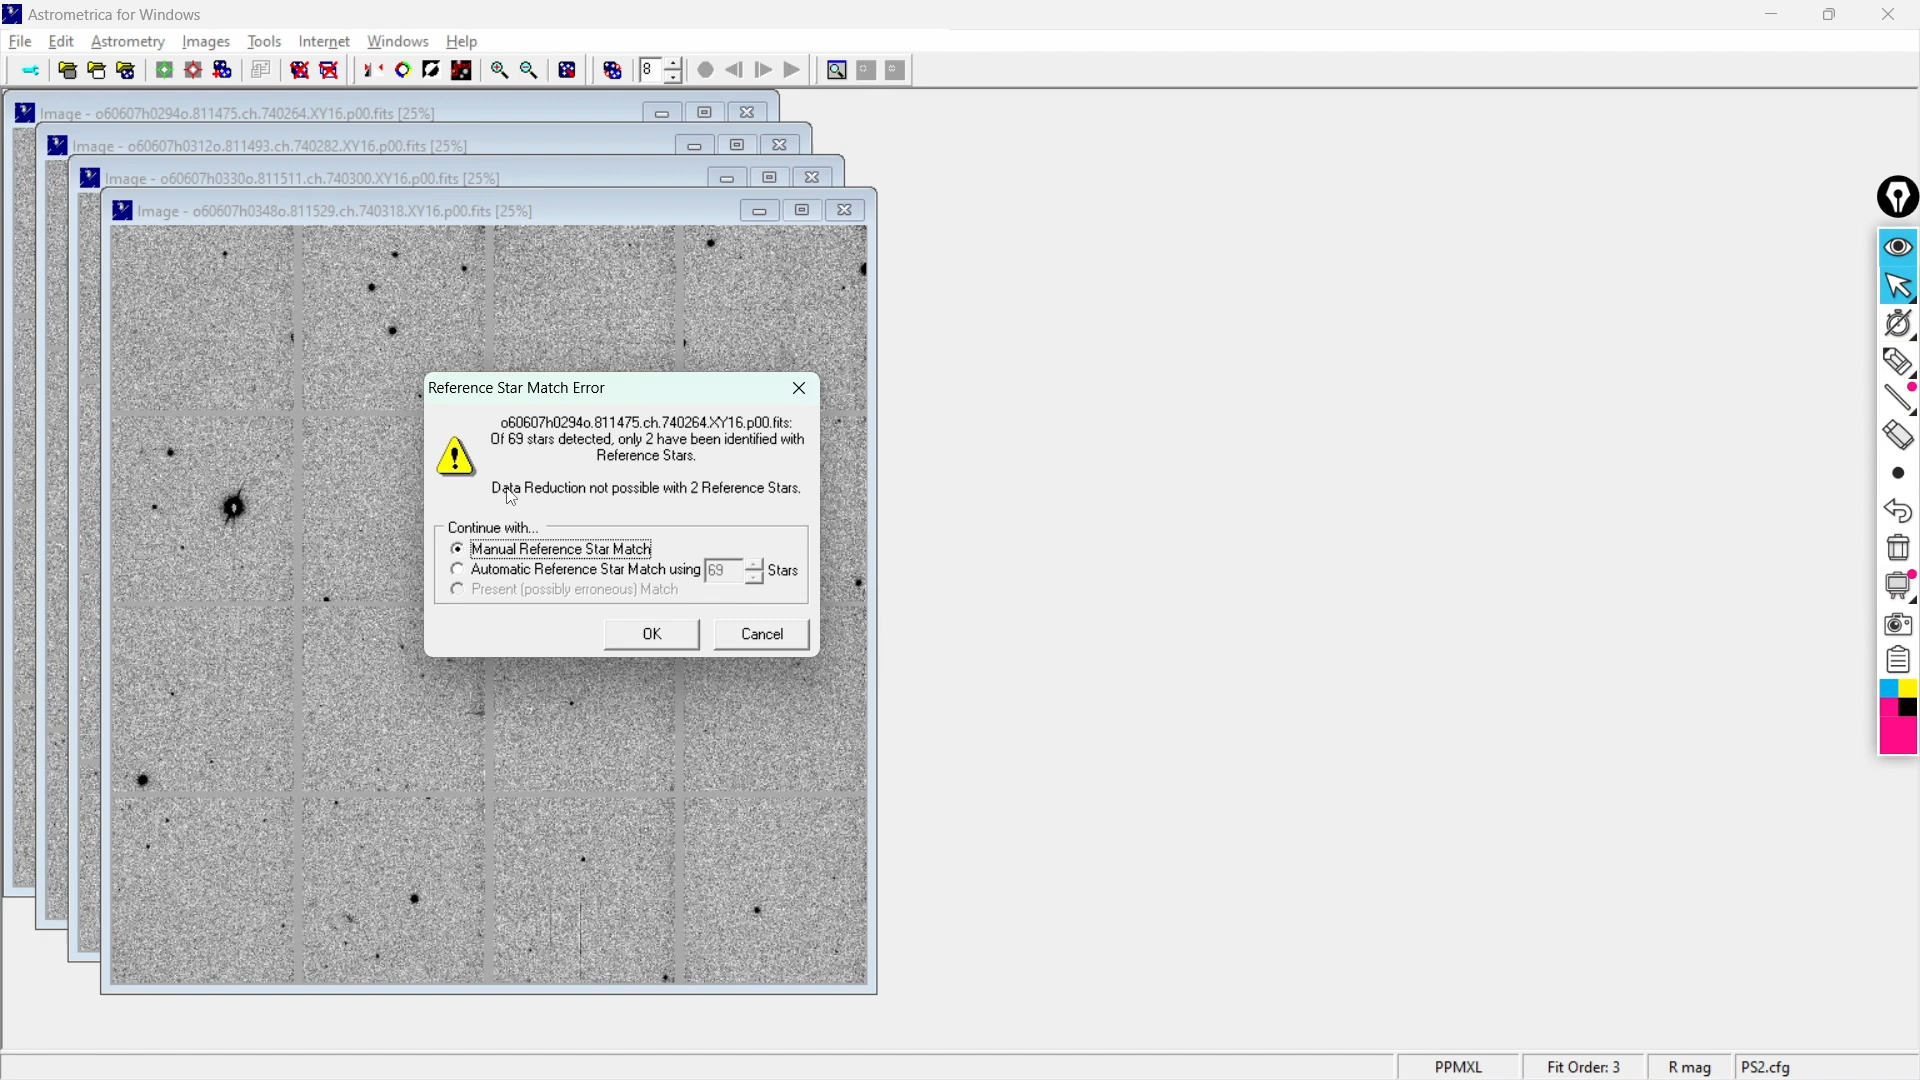 Astrometrica for Windows
File Edit Astrometry Images Tools Internet Windows Help
8
Image - o60607h0294o.811475.ch.740264.XY16.p00.fits [25%]
Image - o60607h0312o.811493.ch.740282.XY16.p00.fits [25%]
Image - o60607h0330o.811511.ch.740300.XY16.p00.fits [25%]
Image - o60607h0348o.811529.ch.740318.XY16.p00.fits [25%]
Reference Star Match Error
o60607h0294o.811475.ch.740264.XY16.p00.fits:
Of 69 stars detected, only 2 have been identified with
Reference Stars.
Data Reduction not possible with 2 Reference Stars.
Continue with...
Manual Reference Star Match
Automatic Reference Star Match using 69 Stars
Present (possibly erroneous) Match
OK Cancel
PPMXL Fit Order: 3 R mag PS2.cfg